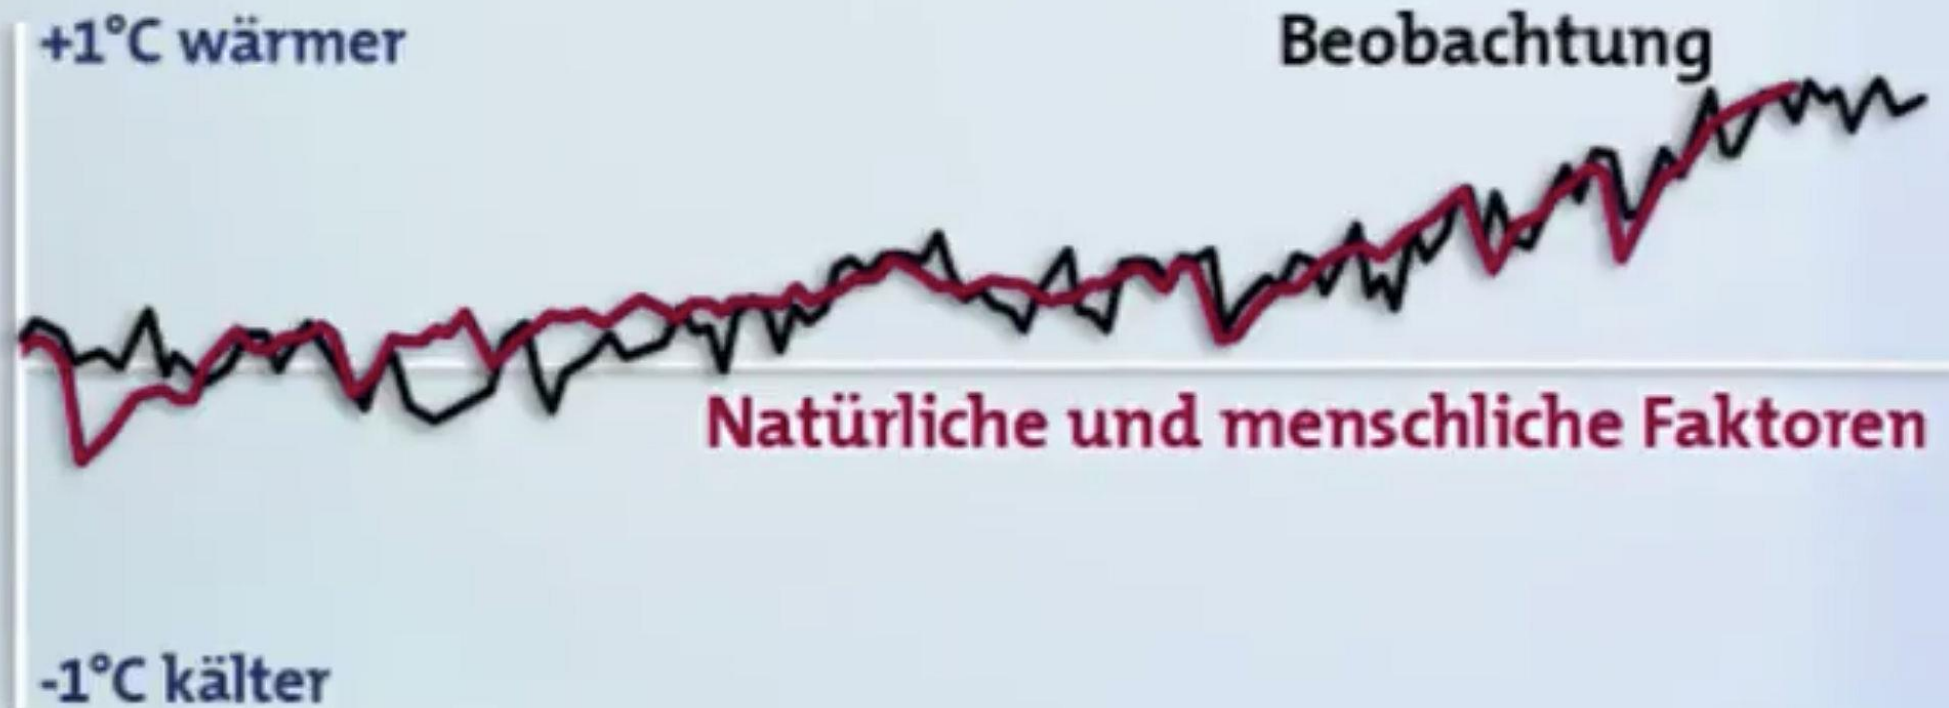 +1°C wärmer
Beobachtung
Natürliche und menschliche Faktoren
-1°C kälter